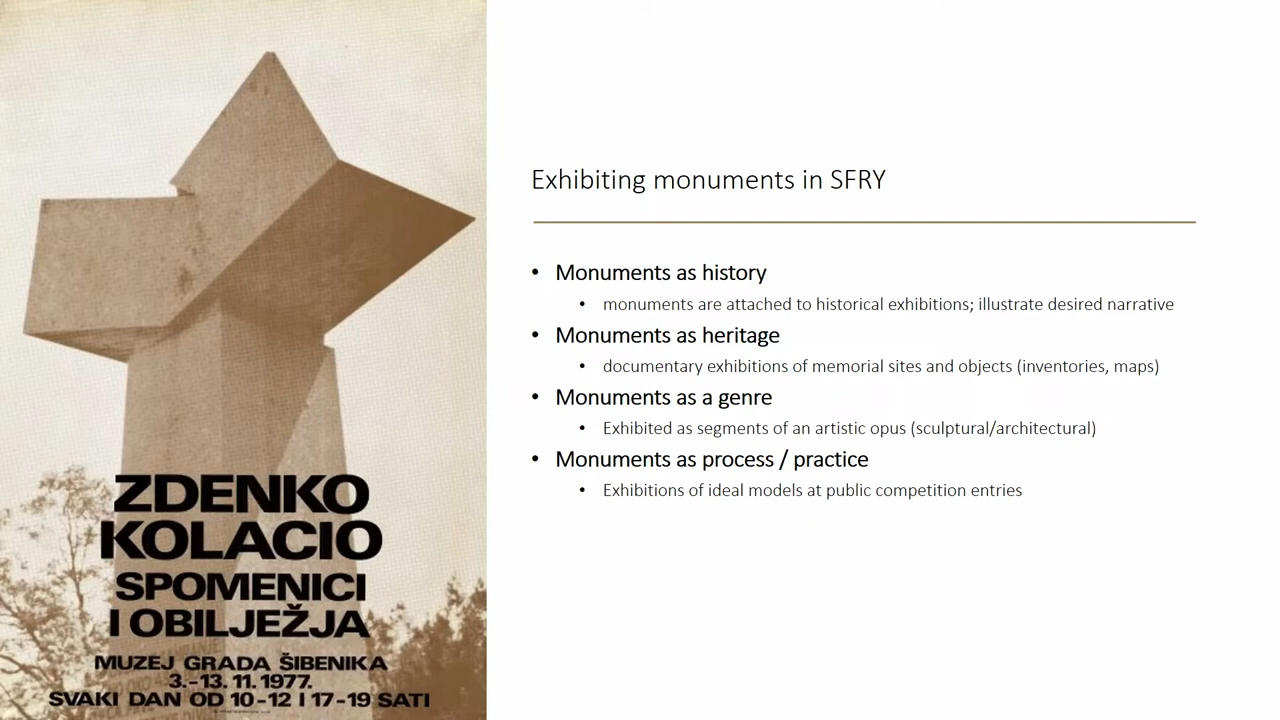 ZDENKO
KOLACIO
SPOMENICI
I OBILJEŽJA
MUZEJ GRADA ŠIBENIKA
3.-13. 11. 1977.
SVAKI DAN OD 10-12 I 17-19 SATI
Exhibiting monuments in SFRY
• Monuments as history
• monuments are attached to historical exhibitions; illustrate desired narrative
• Monuments as heritage
• documentary exhibitions of memorial sites and objects (inventories, maps)
• Monuments as a genre
• Exhibited as segments of an artistic opus (sculptural/architectural)
• Monuments as process / practice
• Exhibitions of ideal models at public competition entries